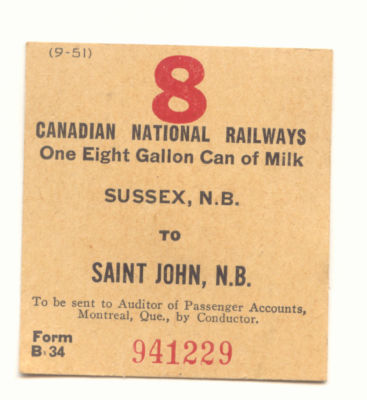 (9-51)
8
CANADIAN NATIONAL RAILWAYS
One Eight Gallon Can of Milk
SUSSEX, N.B.
TO
SAINT JOHN, N.B.
To be sent to Auditor of Passenger Accounts,
Montreal, Que., by Conductor.
Form
B. 34
941229